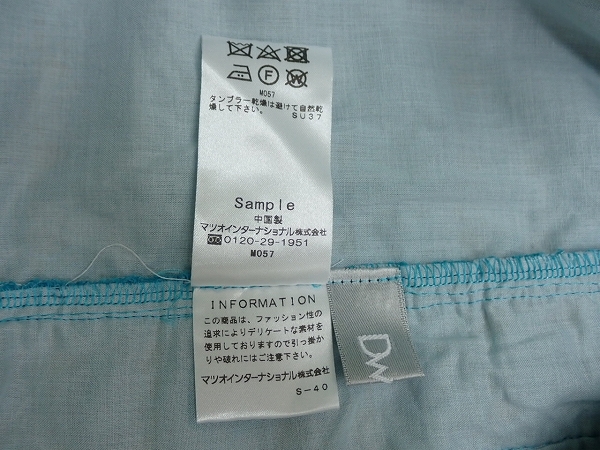 M057
タンブラー乾燥は避けて自然乾
燥して下さい。 SU37
Sample
中国製
マツオインターナショナル株式会社
0120-29-1951
M057
INFORMATION
この商品は、ファッション性の
追求によりデリケートな素材を
使用しておりますので引っ掛か
りや破れにはご注意下さい。
マツオインターナショナル株式会社
S-40
DW